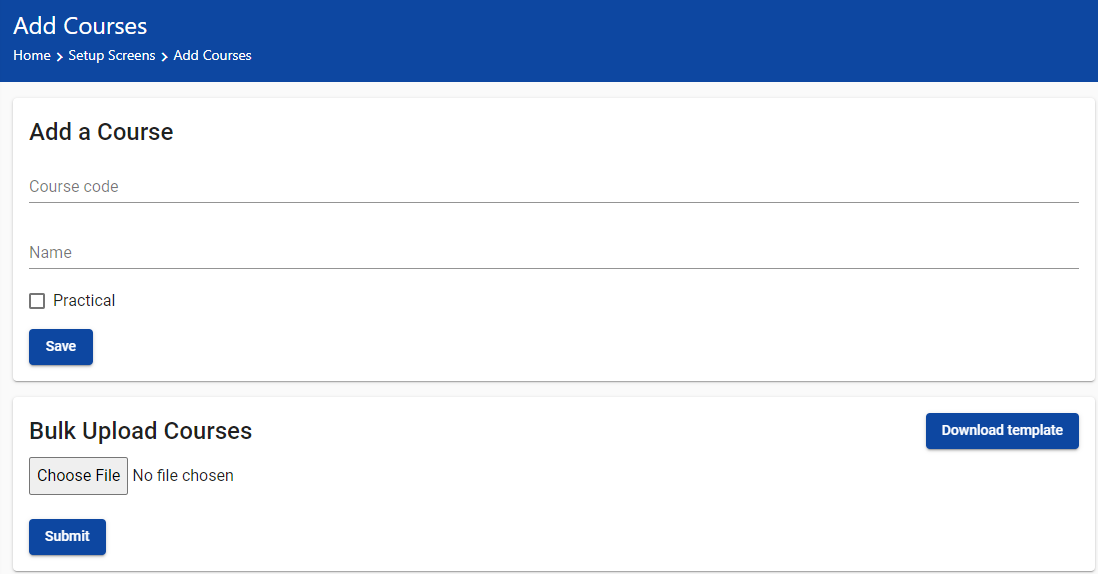 Add Courses
Home > Setup Screens > Add Courses
Add a Course
Course code
Name
Practical
Save
Bulk Upload Courses
Download template
Choose File No file chosen
Submit